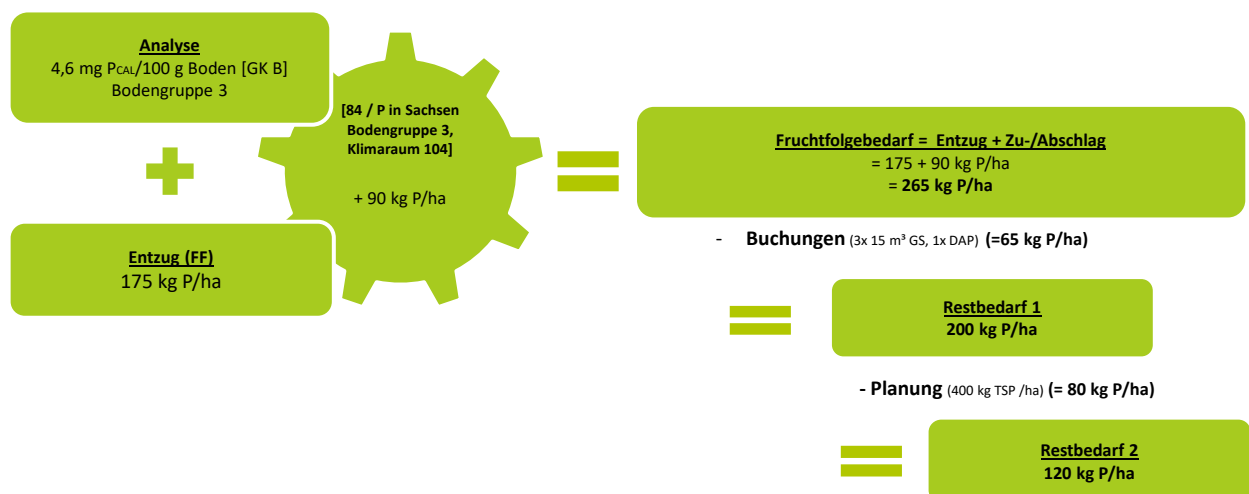 Analyse
4,6 mg PCAL/100 g Boden [GK B]
Bodengruppe 3
[84 / P in Sachsen
Bodengruppe 3,
Klimaraum 104]
+ 90 kg P/ha
Entzug (FF)
175 kg P/ha
Fruchtfolgebedarf = Entzug + Zu-/Abschlag
= 175 + 90 kg P/ha
= 265 kg P/ha
- Buchungen (3x 15 m³ GS, 1x DAP) (=65 kg P/ha)
Restbedarf 1
200 kg P/ha
- Planung (400 kg TSP /ha) (= 80 kg P/ha)
Restbedarf 2
120 kg P/ha